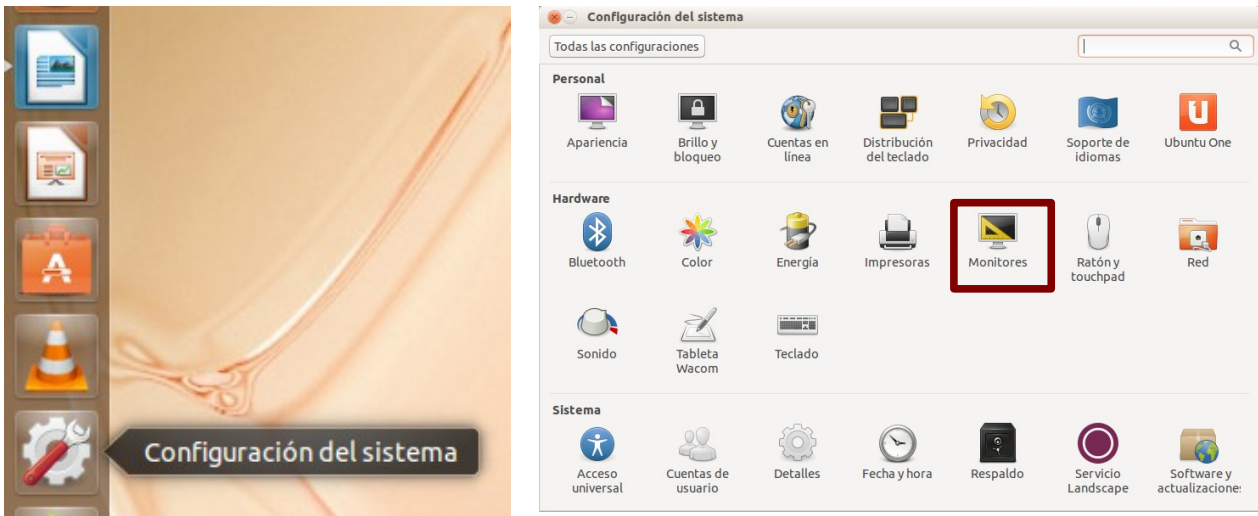 Configuración del sistema
Configuración del sistema
Todas las configuraciones
Personal
Apariencia
Brillo y
bloqueo
Cuentas en
línea
Distribución
del teclado
Privacidad
Soporte de
idiomas
Ubuntu One
Hardware
Bluetooth
Color
Energía
Impresoras
Monitores
Ratón y
touchpad
Red
Sonido
Tableta
Wacom
Teclado
Sistema
Acceso
universal
Cuentas de
usuario
Detalles
Fecha y hora
Respaldo
Servicio
Landscape
Software y
actualizaciones